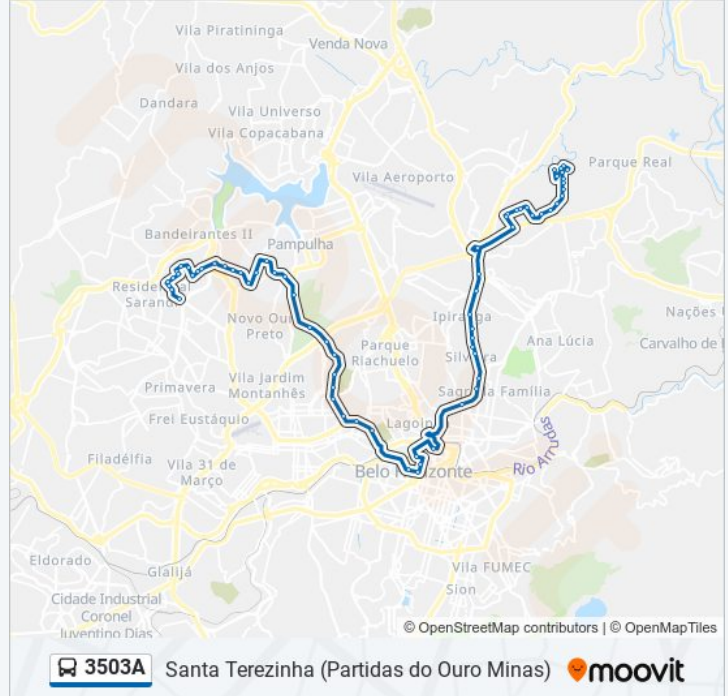 Vila Piratininga
Venda Nova
Vila dos Anjos
Dandara
Vila Universo
Vila Copacabana
Parque Real
Vila Aeroporto
Bandeirantes II
Pampulha
Residencial
Sarandi
Nações U
Novo Ouro
Preto
Ipiranga
Ana Lúcia
Parque
Riachuelo
Carvalho de
Silveira
Vila Jardim
Montanhês
Primavera
Sagrada Família
Frei Eustáquio
Lagoinha
Rio Arrudas
Filadélfia
Vila 31 de
Março
Belo Horizonte
Eldorado
Glalijá
Vila FUMEC
Sion
Cidade Industrial
Coronel
Juventino Dias
© OpenStreetMap contributors | © OpenMapTiles
3503A Santa Terezinha (Partidas do Ouro Minas) moovit